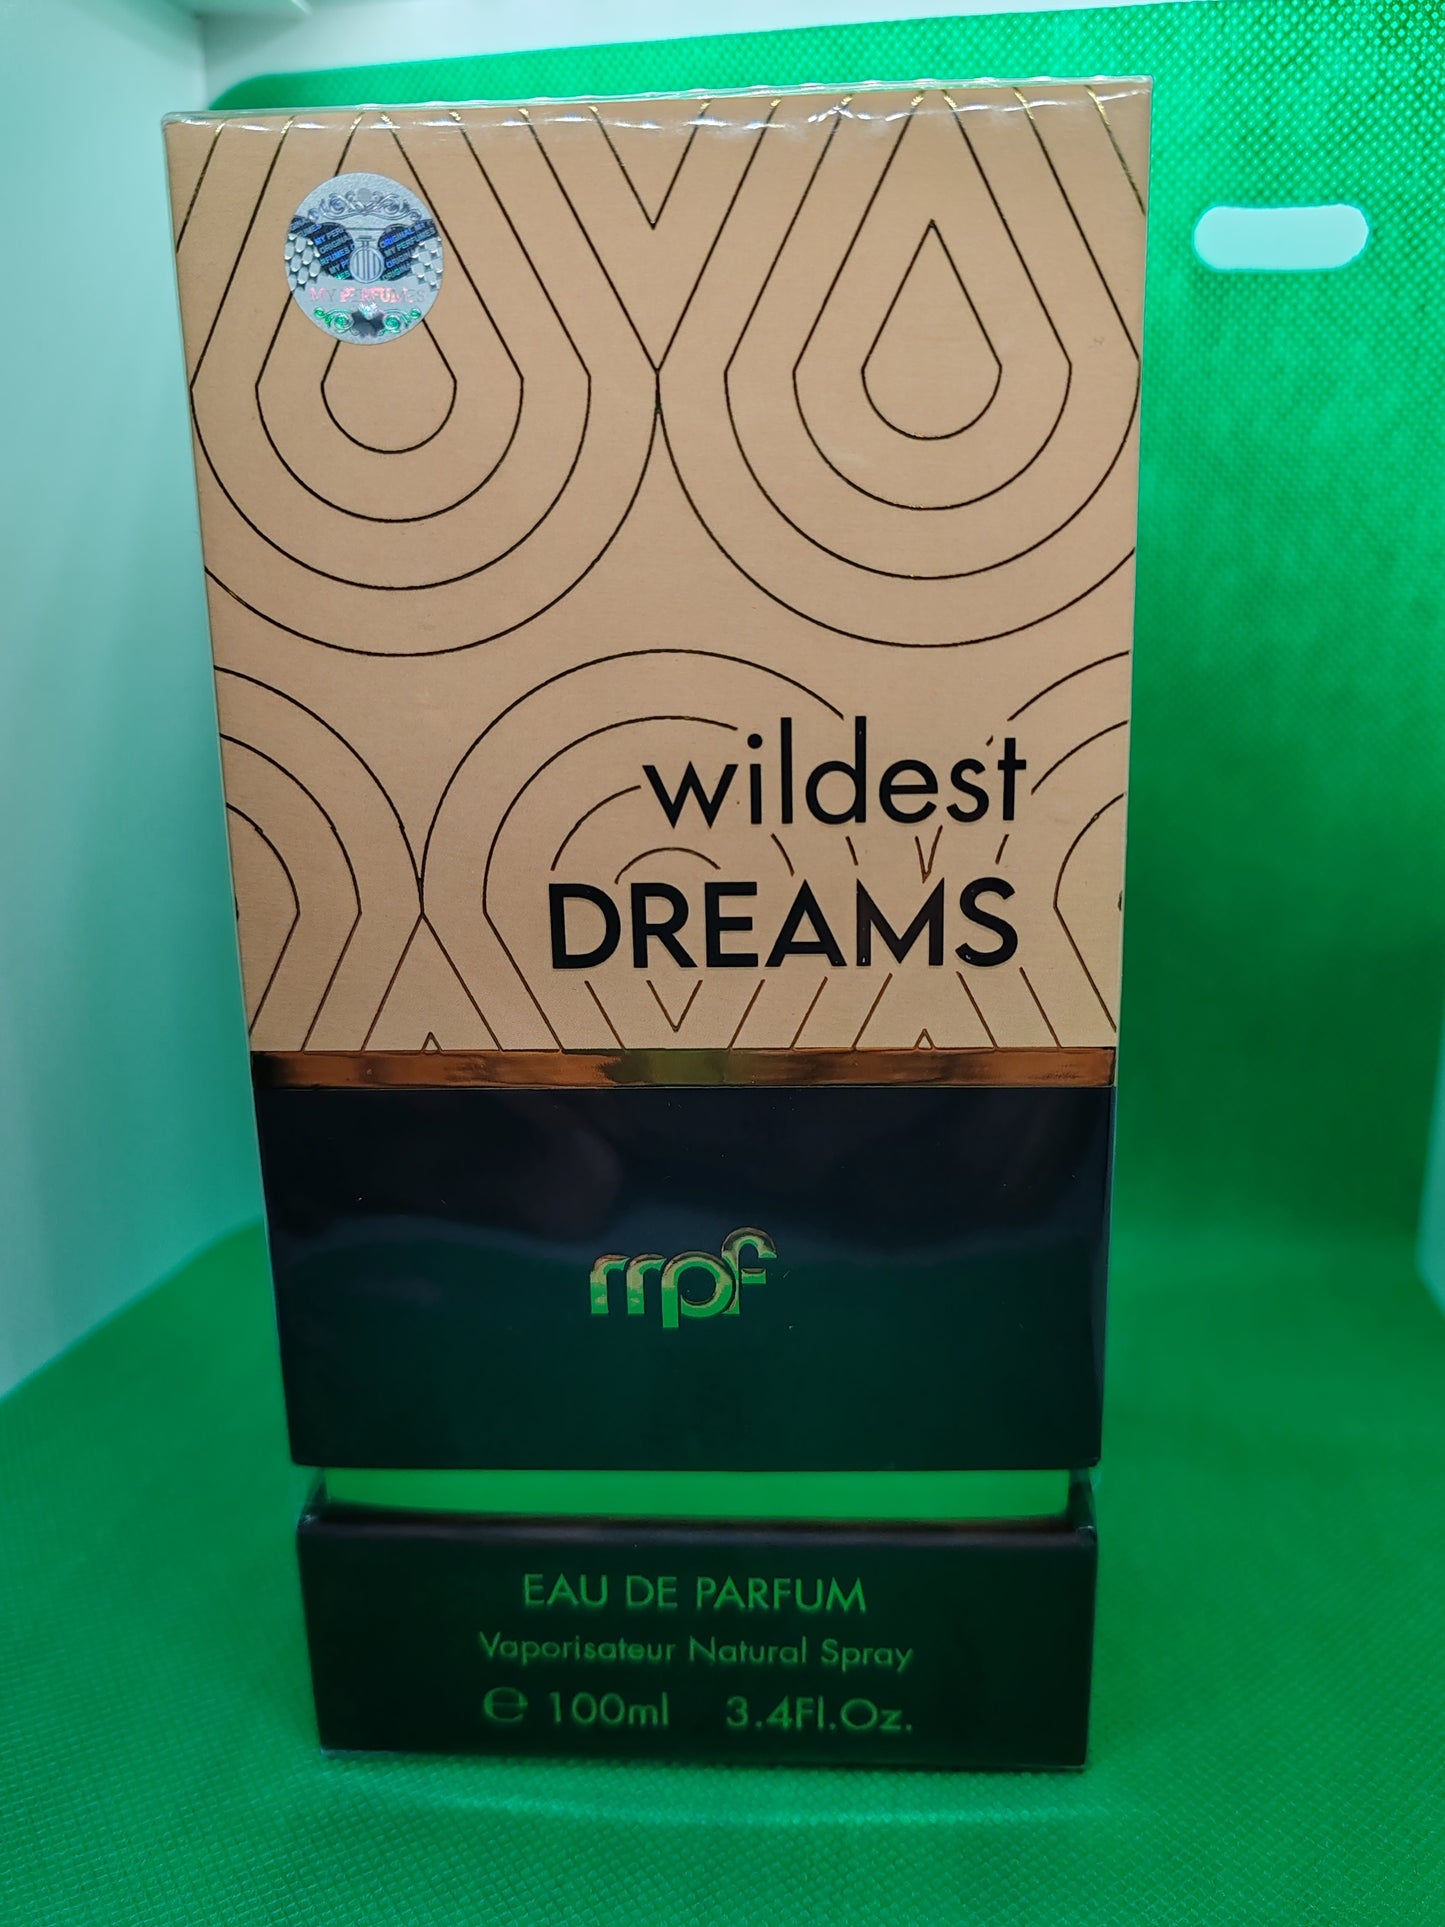 MY PERFUMES
wildest
DREAMS
mpf
EAU DE PARFUM
Vaporisateur Natural Spray
℮ 100ml 3.4Fl.Oz.